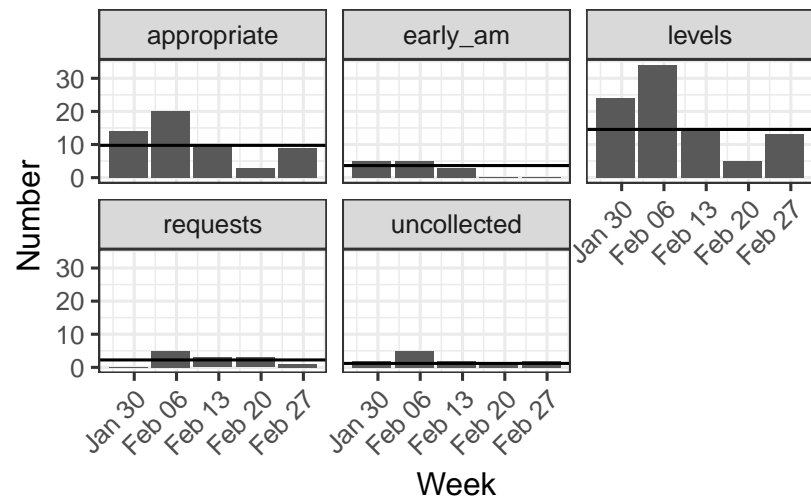 appropriate
early_am
levels
30
20
10
0
Jan 30
Feb 06
Feb 13
Feb 20
Feb 27
requests
uncollected
30
20
10
0
Jan 30
Feb 06
Feb 13
Feb 20
Feb 27
Jan 30
Feb 06
Feb 13
Feb 20
Feb 27
Number
Week